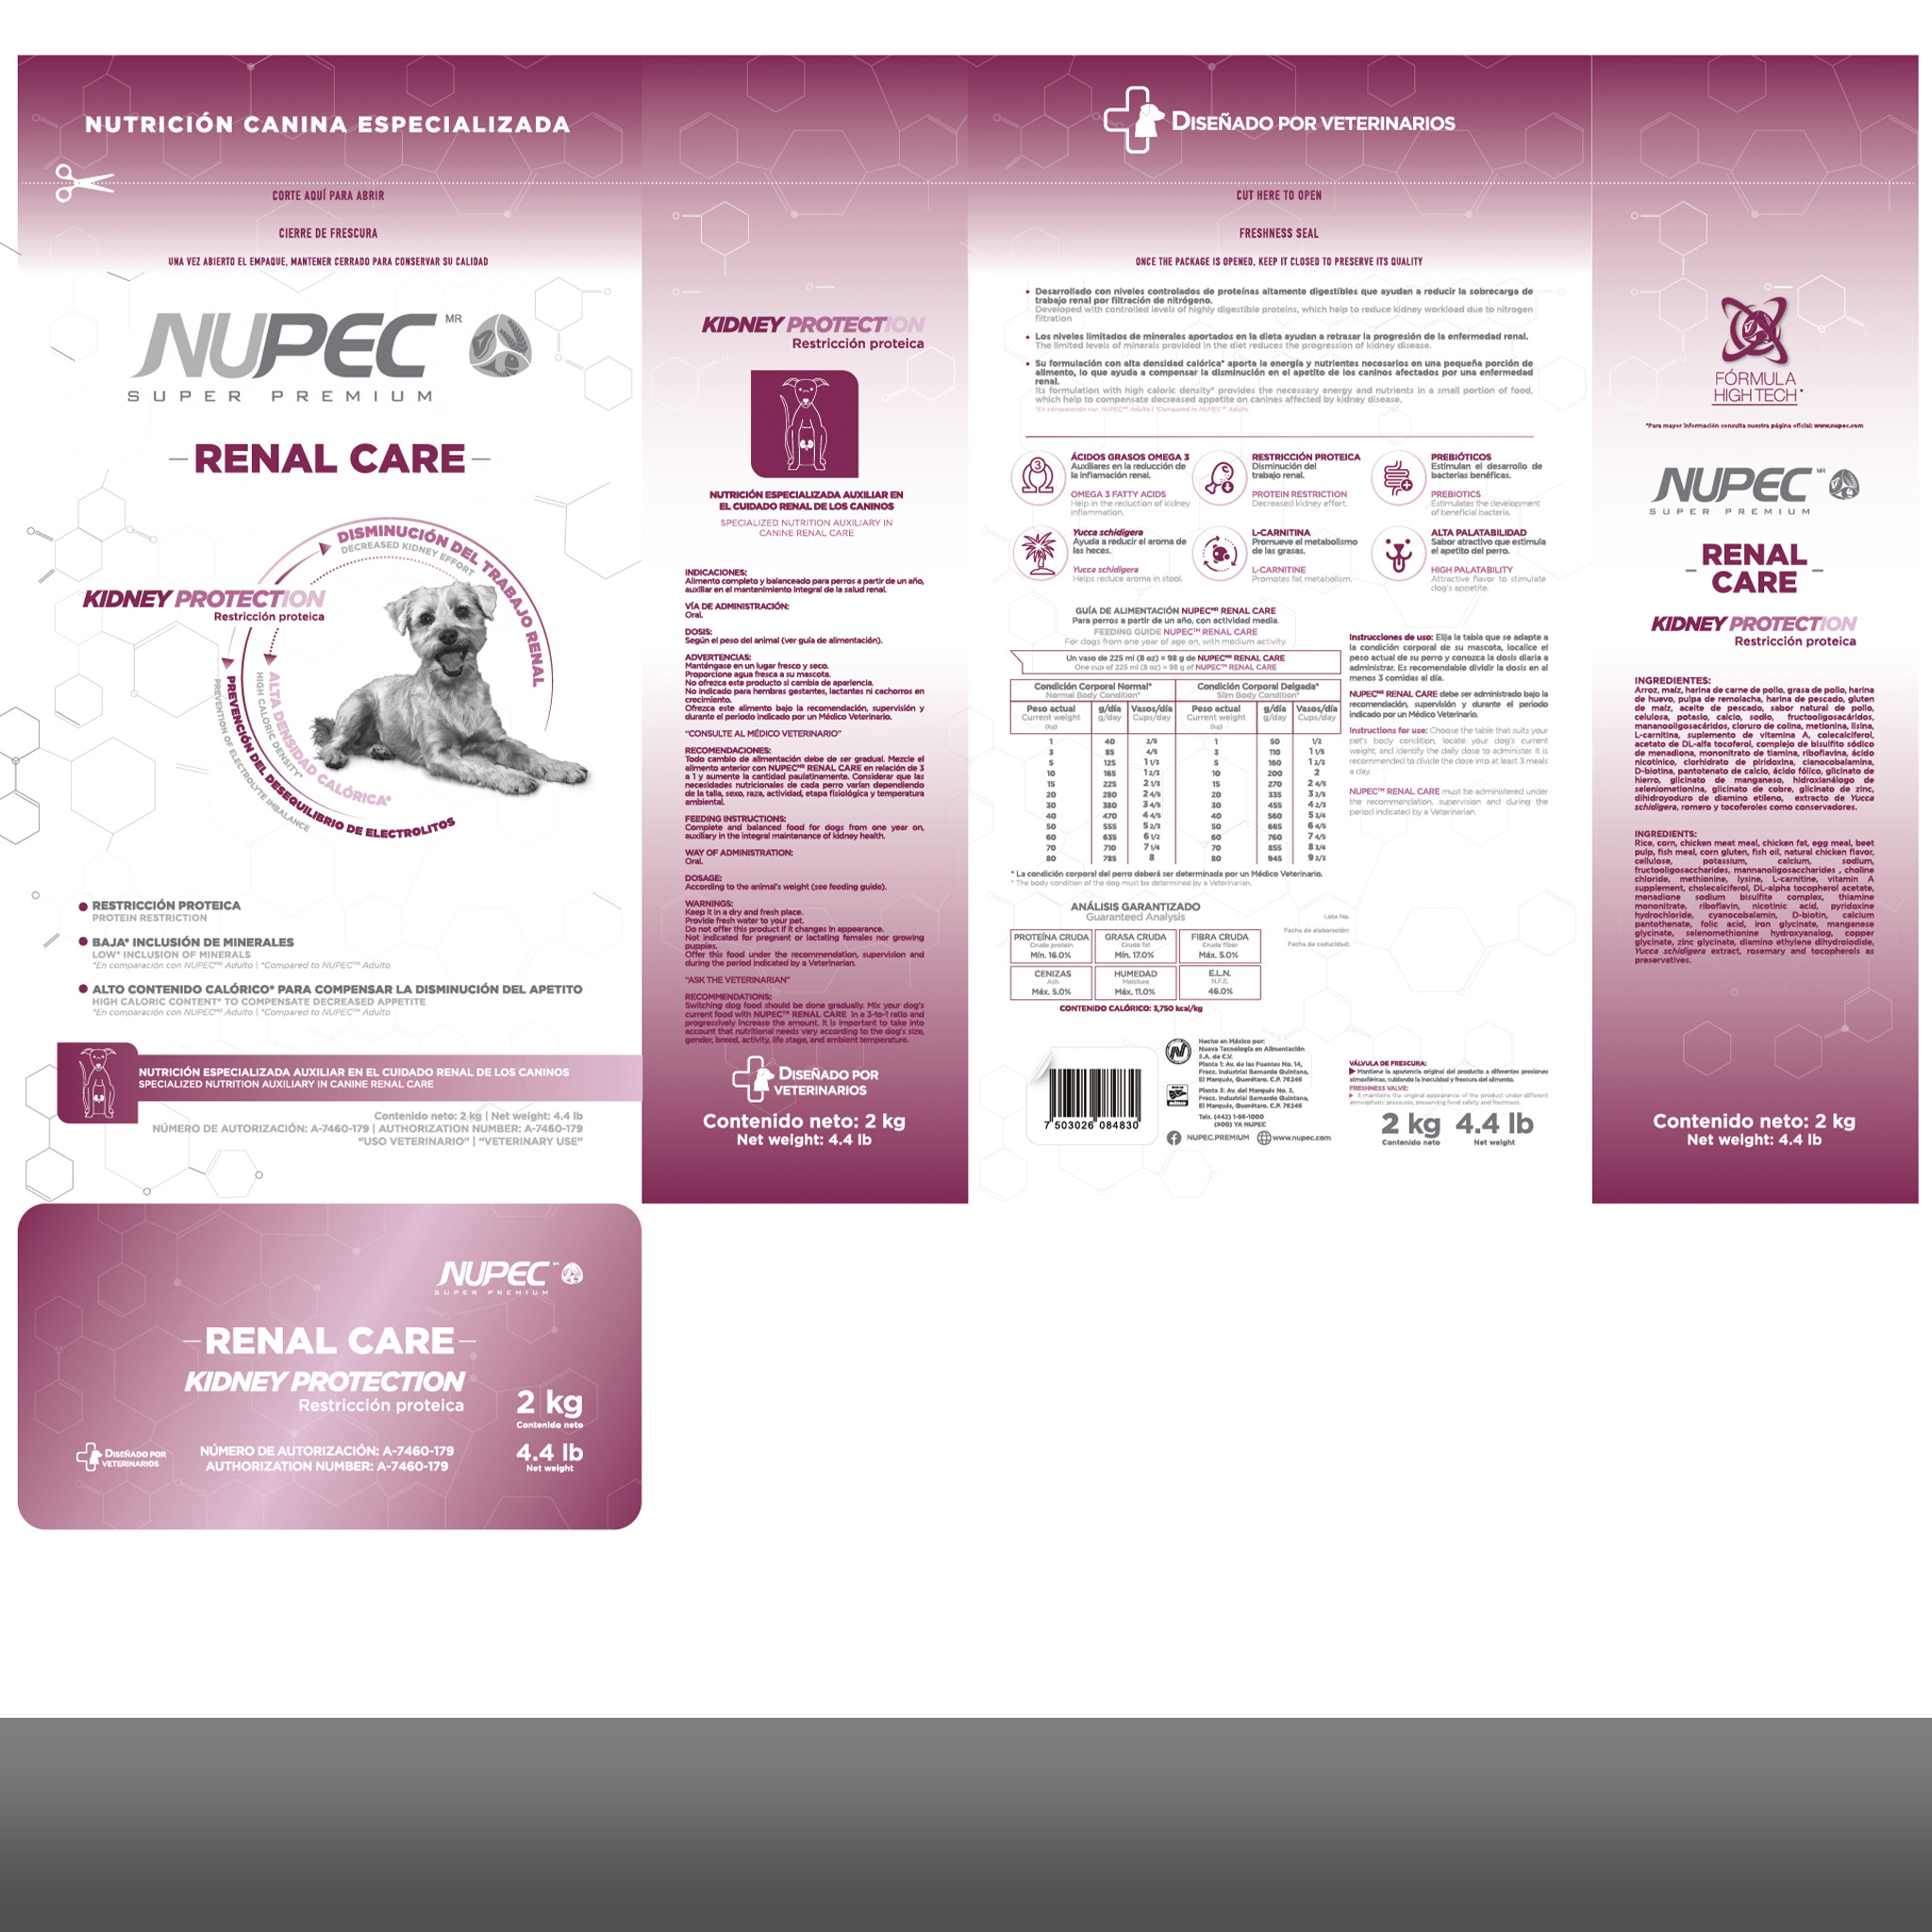 NUTRICIÓN CANINA ESPECIALIZADA
CORTE AQUÍ PARA ABRIR
CIERRE DE FRESCURA
UNA VEZ ABIERTO EL EMPAQUE, MANTENER CERRADO PARA CONSERVAR SU CALIDAD
NUPEC MR
SUPER PREMIUM
RENAL CARE
DISMINUCIÓN DEL TRABAJO RENAL
DECREASED KIDNEY EFFORT
KIDNEY PROTECTION
Restricción proteica
ALTA DENSIDAD CALÓRICA*
HIGH CALORIC DENSITY*
PREVENCIÓN DEL DESEQUILIBRIO DE ELECTROLITOS
PREVENTION OF ELECTROLYTE IMBALANCE
RESTRICCIÓN PROTEICA
PROTEIN RESTRICTION
BAJA* INCLUSIÓN DE MINERALES
LOW* INCLUSION OF MINERALS
*En comparación con NUPECMR Adulto | *Compared to NUPECTM Adulto
ALTO CONTENIDO CALÓRICO* PARA COMPENSAR LA DISMINUCIÓN DEL APETITO
HIGH CALORIC CONTENT* TO COMPENSATE DECREASED APPETITE
*En comparación con NUPECMR Adulto | *Compared to NUPECTM Adulto
NUTRICIÓN ESPECIALIZADA AUXILIAR EN EL CUIDADO RENAL DE LOS CANINOS
SPECIALIZED NUTRITION AUXILIARY IN CANINE RENAL CARE
Contenido neto: 2 kg | Net weight: 4.4 lb
NÚMERO DE AUTORIZACIÓN: A-7460-179 | AUTHORIZATION NUMBER: A-7460-179
"USO VETERINARIO" | "VETERINARY USE"
NUPEC MR
SUPER PREMIUM
RENAL CARE
KIDNEY PROTECTION
Restricción proteica
2 kg
Contenido neto
4.4 lb
Net weight
DISEÑADO POR
VETERINARIOS
NÚMERO DE AUTORIZACIÓN: A-7460-179
AUTHORIZATION NUMBER: A-7460-179
KIDNEY PROTECTION
Restricción proteica
NUTRICIÓN ESPECIALIZADA AUXILIAR EN
EL CUIDADO RENAL DE LOS CANINOS
SPECIALIZED NUTRITION AUXILIARY IN
CANINE RENAL CARE
INDICACIONES:
Alimento completo y balanceado para perros a partir de un año,
auxiliar en el mantenimiento integral de la salud renal.
VÍA DE ADMINISTRACIÓN:
Oral.
DOSIS:
Según el peso del animal (ver guía de alimentación).
ADVERTENCIAS:
Manténgase en un lugar fresco y seco.
Proporcione agua fresca a su mascota.
No ofrezca este producto si cambia de apariencia.
No indicado para hembras gestantes, lactantes ni cachorros en
crecimiento.
Ofrezca este alimento bajo la recomendación, supervisión y
durante el periodo indicado por un Médico Veterinario.
"CONSULTE AL MÉDICO VETERINARIO"
RECOMENDACIONES:
Todo cambio de alimentación debe de ser gradual. Mezcle el
alimento anterior con NUPECMR RENAL CARE en relación de 3
a 1 y aumente la cantidad paulatinamente. Considerar que las
necesidades nutricionales de cada perro varían dependiendo
de la talla, sexo, raza, actividad, etapa fisiológica y temperatura
ambiental.
FEEDING INSTRUCTIONS:
Complete and balanced food for dogs from one year on,
auxiliary in the integral maintenance of kidney health.
WAY OF ADMINISTRATION:
Oral.
DOSAGE:
According to the animal's weight (see feeding guide).
WARNINGS:
Keep it in a dry and fresh place.
Provide fresh water to your pet.
Do not offer this product if it changes in appearance.
Not indicated for pregnant or lactating females nor growing
puppies.
Offer this food under the recommendation, supervision and
during the period indicated by a Veterinarian.
"ASK THE VETERINARIAN"
RECOMMENDATIONS:
Switching dog food should be done gradually. Mix your dog's
current food with NUPECTM RENAL CARE in a 3-to-1 ratio and
progressively increase the amount. It is important to take into
account that nutritional needs vary according to the dog's size,
gender, breed, activity, life stage, and ambient temperature.
DISEÑADO POR
VETERINARIOS
Contenido neto: 2 kg
Net weight: 4.4 lb
DISEÑADO POR VETERINARIOS
CUT HERE TO OPEN
FRESHNESS SEAL
ONCE THE PACKAGE IS OPENED, KEEP IT CLOSED TO PRESERVE ITS QUALITY
• Desarrollado con niveles controlados de proteínas altamente digestibles que ayudan a reducir la sobrecarga de
trabajo renal por filtración de nitrógeno.
Developed with controlled levels of highly digestible proteins, which help to reduce kidney workload due to nitrogen
filtration
• Los niveles limitados de minerales aportados en la dieta ayudan a retrasar la progresión de la enfermedad renal.
The limited levels of minerals provided in the diet reduces the progression of kidney disease.
• Su formulación con alta densidad calórica* aporta la energía y nutrientes necesarios en una pequeña porción de
alimento, lo que ayuda a compensar la disminución en el apetito de los caninos afectados por una enfermedad
renal.
Its formulation with high caloric density* provides the necessary energy and nutrients in a small portion of food,
which help to compensate decreased appetite on canines affected by kidney disease.
*En comparación con NUPECMR Adulto | *Compared to NUPECTM Adulto
3
ÁCIDOS GRASOS OMEGA 3
Auxiliares en la reducción de
la inflamación renal.
OMEGA 3 FATTY ACIDS
Help in the reduction of kidney
inflammation.
RESTRICCIÓN PROTEICA
Disminución del
trabajo renal.
PROTEIN RESTRICTION
Decreased kidney effort.
PREBIÓTICOS
Estimulan el desarrollo de
bacterias benéficas.
PREBIOTICS
Estimulates the development
of beneficial bacteria.
Yucca schidigera
Ayuda a reducir el aroma de
las heces.
Yucca schidigera
Helps reduce aroma in stool.
L-CARNITINA
Promueve el metabolismo
de las grasas.
L-CARNITINE
Promotes fat metabolism.
ALTA PALATABILIDAD
Sabor atractivo que estimula
el apetito del perro.
HIGH PALATABILITY
Attractive flavor to stimulate
dog's appetite.
GUÍA DE ALIMENTACIÓN NUPECMR RENAL CARE
Para perros a partir de un año, con actividad media.
FEEDING GUIDE NUPECTM RENAL CARE
For dogs from one year of age on, with medium activity.
Un vaso de 225 ml (8 oz) = 98 g de NUPECMR RENAL CARE
One cup of 225 ml (8 oz) = 98 g of NUPECTM RENAL CARE
Condición Corporal Normal* Condición Corporal Delgada*
Normal Body Condition* Slim Body Condition*
Peso actual g/día Vasos/día Peso actual g/día Vasos/día
Current weight g/day Cups/day Current weight g/day Cups/day
(kg) (kg)
1 40 2/5 1 50 1/2
3 85 4/5 3 110 1 1/5
5 125 1 1/3 5 160 1 2/3
10 165 1 2/3 10 200 2
15 225 2 1/3 15 270 2 4/5
20 280 2 4/5 20 335 3 2/5
30 380 3 4/5 30 455 4 2/3
40 470 4 4/5 40 560 5 3/4
50 555 5 2/3 50 665 6 4/5
60 635 6 1/2 60 760 7 4/5
70 710 7 1/4 70 855 8 3/4
80 785 8 80 945 9 2/3
* La condición corporal del perro deberá ser determinada por un Médico Veterinario.
* The body condition of the dog must be determined by a Veterinarian.
Instrucciones de uso: Elija la tabla que se adapte a
la condición corporal de su mascota, localice el
peso actual de su perro y conozca la dosis diaria a
administrar. Es recomendable dividir la dosis en al
menos 3 comidas al día.
NUPECMR RENAL CARE debe ser administrado bajo la
recomendación, supervisión y durante el periodo
indicado por un Médico Veterinario.
Instructions for use: Choose the table that suits your
pet's body condition, locate your dog's current
weight, and identify the daily dose to administer. It is
recommended to divide the dose into at least 3 meals
a day.
NUPECTM RENAL CARE must be administered under
the recommendation, supervision and during the
period indicated by a Veterinarian.
ANÁLISIS GARANTIZADO
Guaranteed Analysis
PROTEÍNA CRUDA GRASA CRUDA FIBRA CRUDA
Crude protein Crude fat Crude fiber
Mín. 16.0% Mín. 17.0% Máx. 5.0%
CENIZAS HUMEDAD E.L.N.
Ash Moisture N.F.E.
Máx. 5.0% Máx. 11.0% 46.0%
CONTENIDO CALÓRICO: 3,750 kcal/kg
Lote No.
Fecha de elaboración:
Fecha de caducidad:
7 503026 084830
Hecho en México por:
Nueva Tecnología en Alimentación
S.A. de C.V.
Planta 1: Av. de las Fuentes No. 14,
Fracc. Industrial Bernardo Quintana,
El Marqués, Querétaro. C.P. 76246
Planta 2: Av. del Marqués No. 2,
Fracc. Industrial Bernardo Quintana,
El Marqués, Querétaro. C.P. 76246
Tels. (442) 1-96-1000
(800) YA NUPEC
NUPEC.PREMIUM www.nupec.com
VÁLVULA DE FRESCURA:
Mantiene la apariencia original del producto a diferentes presiones
atmosféricas, cuidando la inocuidad y frescura del alimento.
FRESHNESS VALVE:
It maintains the original appearance of the product under different
atmospheric pressures, preserving food safety and freshness.
2 kg 4.4 lb
Contenido neto Net weight
FÓRMULA
HIGH TECH*
*Para mayor información consulta nuestra página oficial: www.nupec.com
NUPEC MR
SUPER PREMIUM
RENAL
CARE
KIDNEY PROTECTION
Restricción proteica
INGREDIENTES:
Arroz, maíz, harina de carne de pollo, grasa de pollo, harina
de huevo, pulpa de remolacha, harina de pescado, gluten
de maíz, aceite de pescado, sabor natural de pollo,
celulosa, potasio, calcio, sodio, fructooligosacáridos,
mananooligosacáridos, cloruro de colina, metionina, lisina,
L-carnitina, suplemento de vitamina A, colecalciferol,
acetato de DL-alfa tocoferol, complejo de bisulfito sódico
de menadiona, mononitrato de tiamina, riboflavina, ácido
nicotínico, clorhidrato de piridoxina, cianocobalamina,
D-biotina, pantotenato de calcio, ácido fólico, glicinato de
hierro, glicinato de manganeso, hidroxianálogo de
seleniometionina, glicinato de cobre, glicinato de zinc,
dihidroyoduro de diamino etileno, extracto de Yucca
schidigera, romero y tocoferoles como conservadores.
INGREDIENTS:
Rice, corn, chicken meat meal, chicken fat, egg meal, beet
pulp, fish meal, corn gluten, fish oil, natural chicken flavor,
cellulose, potassium, calcium, sodium,
fructooligosaccharides, mannanoligosaccharides , choline
chloride, methionine, lysine, L-carnitine, vitamin A
supplement, cholecalciferol, DL-alpha tocopherol acetate,
menadione sodium bisulfite complex, thiamine
mononitrate, riboflavin, nicotinic acid, pyridoxine
hydrochloride, cyanocobalamin, D-biotin, calcium
pantothenate, folic acid, iron glycinate, manganese
glycinate, selenomethionine hydroxyanalog, copper
glycinate, zinc glycinate, diamino ethylene dihydroiodide,
Yucca schidigera extract, rosemary and tocopherols as
preservatives.
Contenido neto: 2 kg
Net weight: 4.4 lb